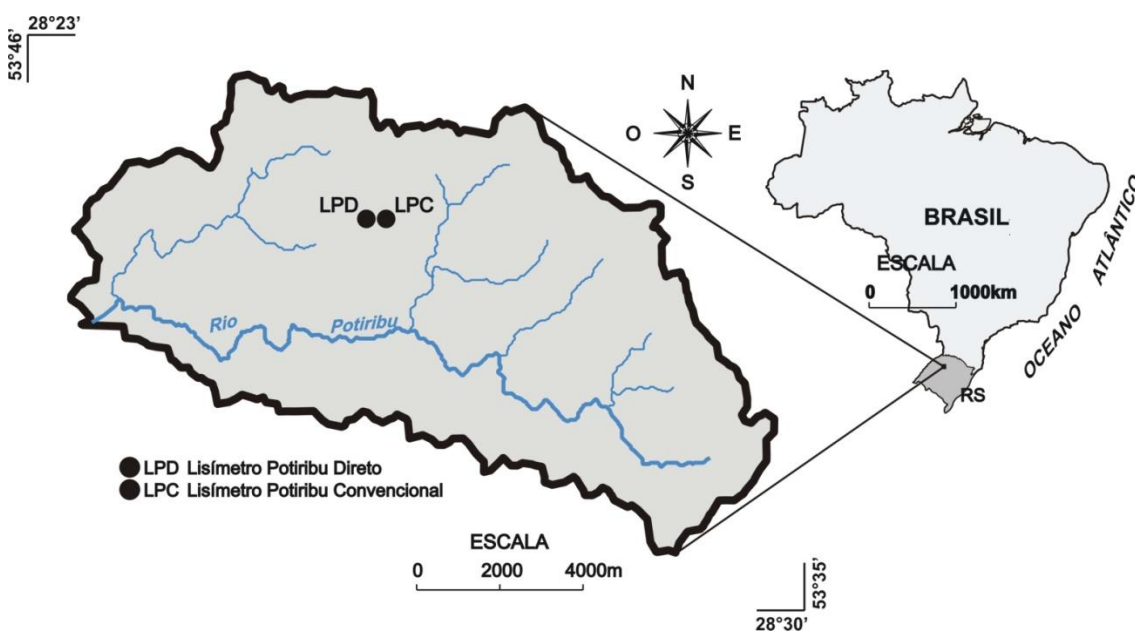 28°23’
53°46’
N
O
E
S
LPD
LPC
BRASIL
ESCALA
0
1000km
OCEANO ATLÂNTICO
RS
Rio Potiribu
LPD Lisímetro Potiribu Direto
LPC Lisímetro Potiribu Convencional
ESCALA
0
2000
4000m
53°35’
28°30’